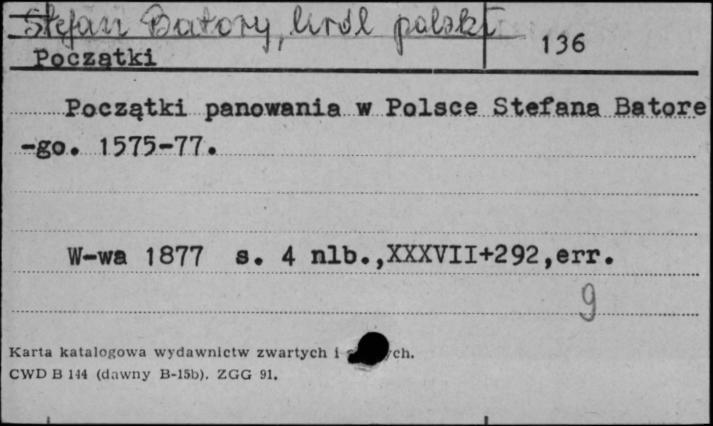 Stefan Batory, król polski
136
Początki
Początki panowania w Polsce Stefana Batore
-go. 1575-77.
W-wa 1877 s. 4 nlb.,XXXVII+292,err.
9
Karta katalogowa wydawnictw zwartych i ch.
CWD B 144 (dawny B-15b). ZGG 91.